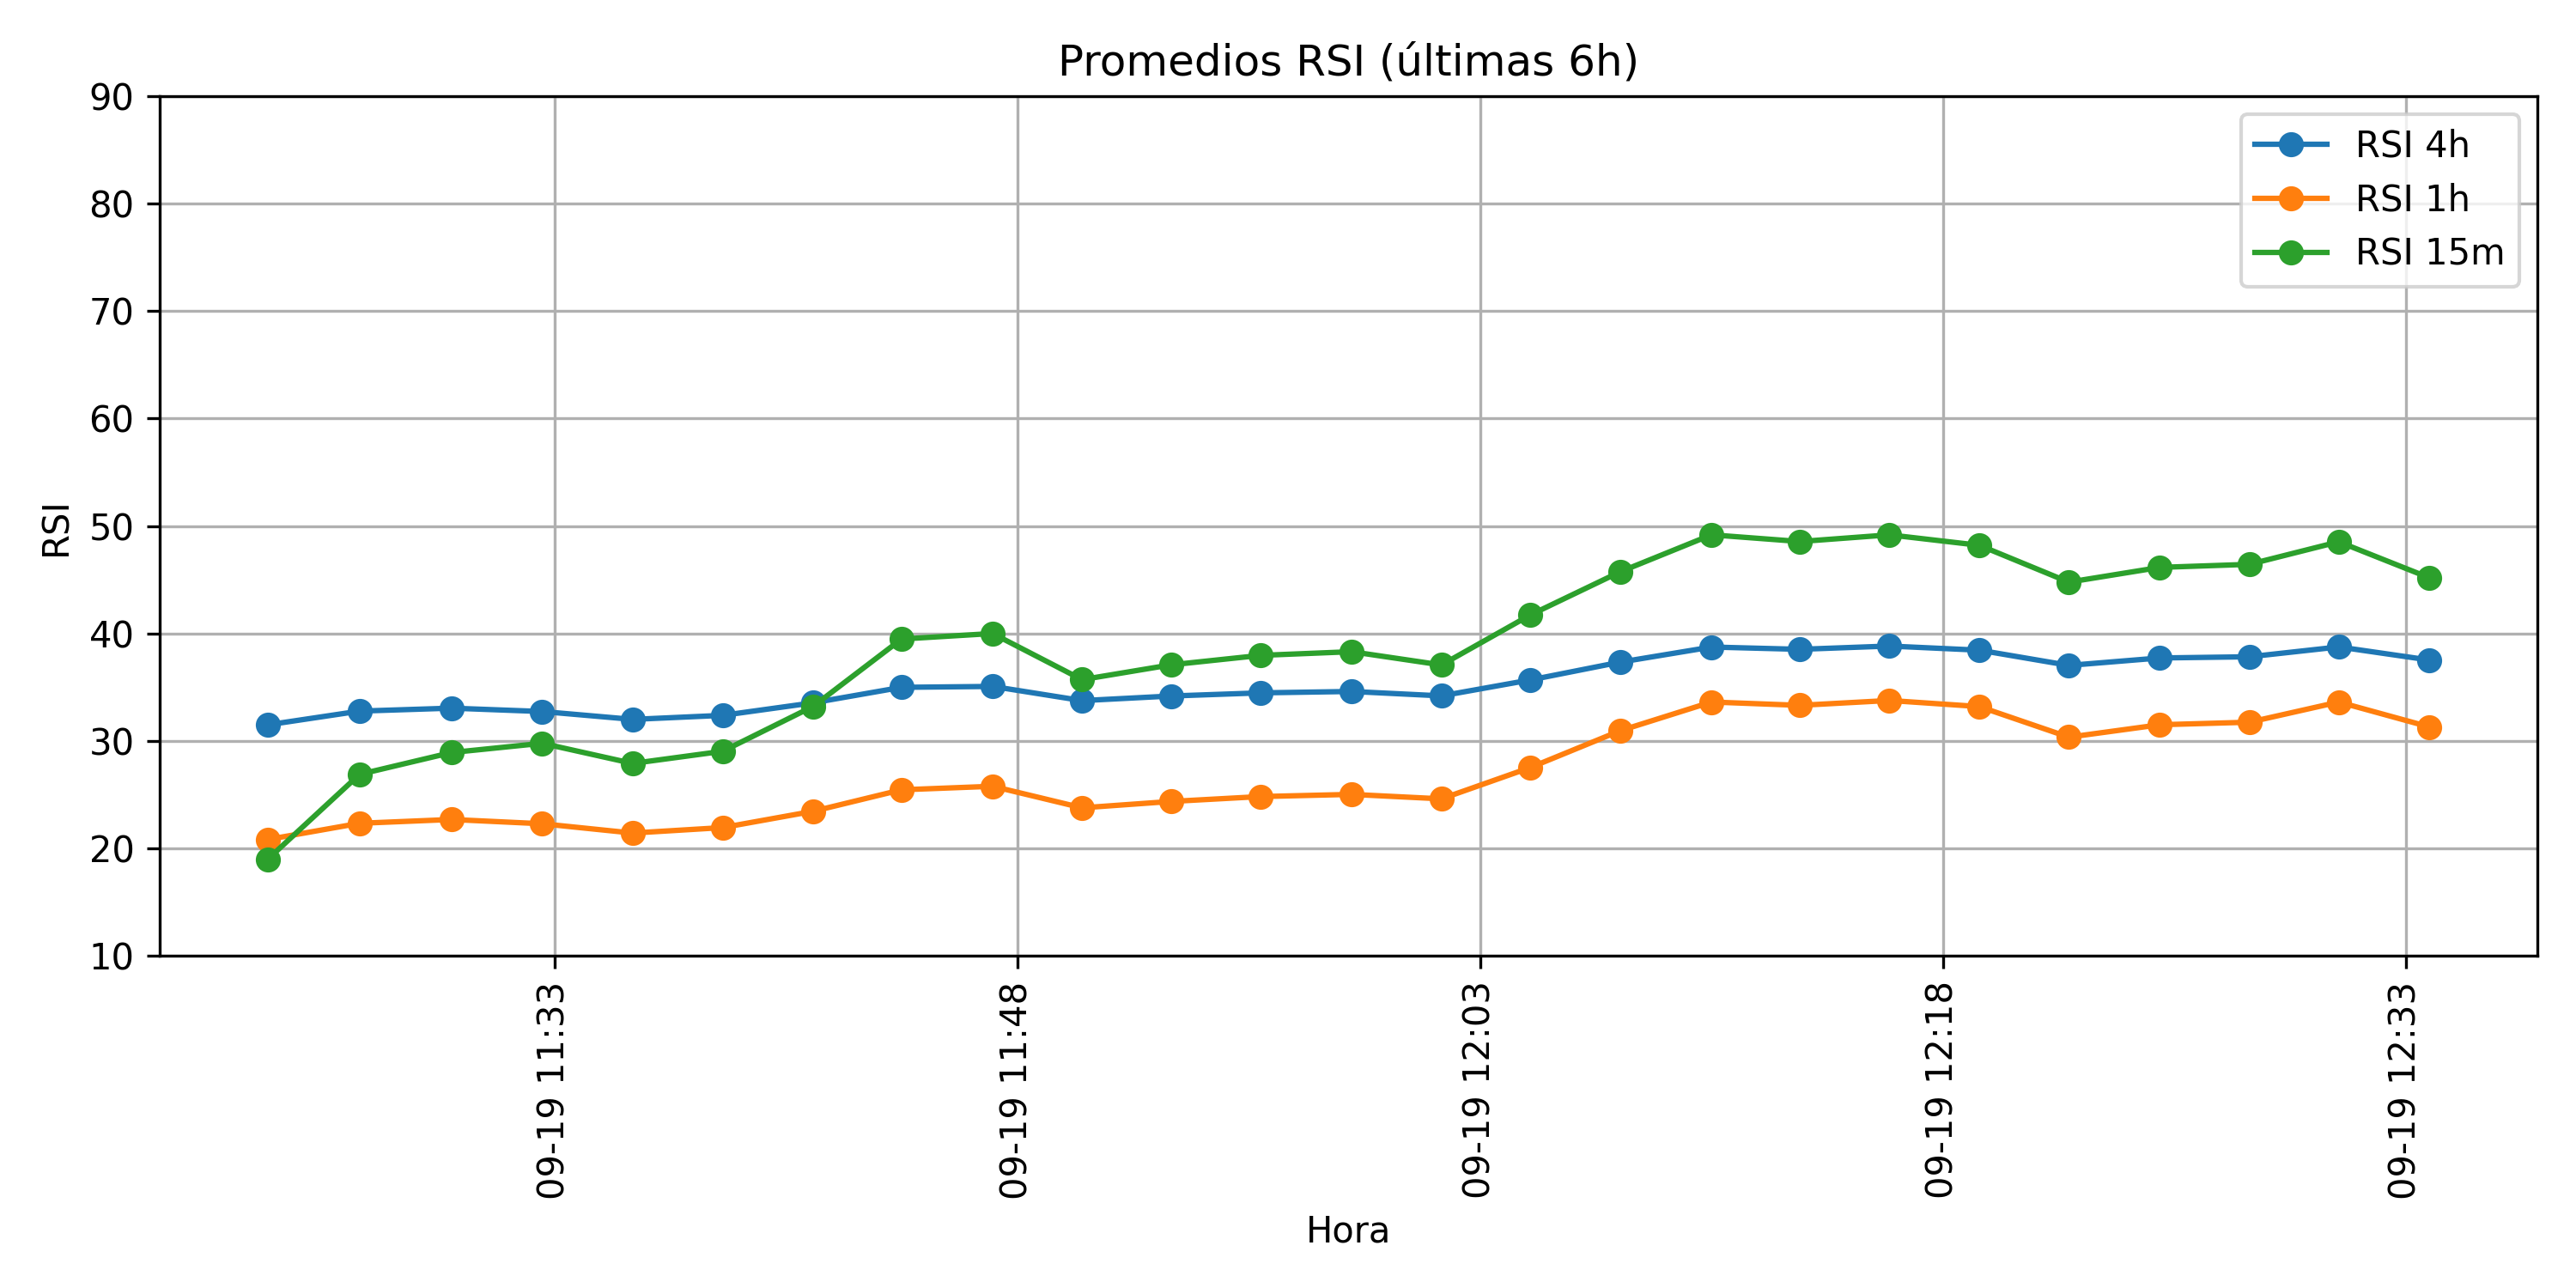 Promedios RSI (últimas 6h)
RSI 4h
RSI 1h
RSI 15m
RSI
90
80
70
60
50
40
30
20
10
09-19 11:33
09-19 11:48
09-19 12:03
09-19 12:18
09-19 12:33
Hora